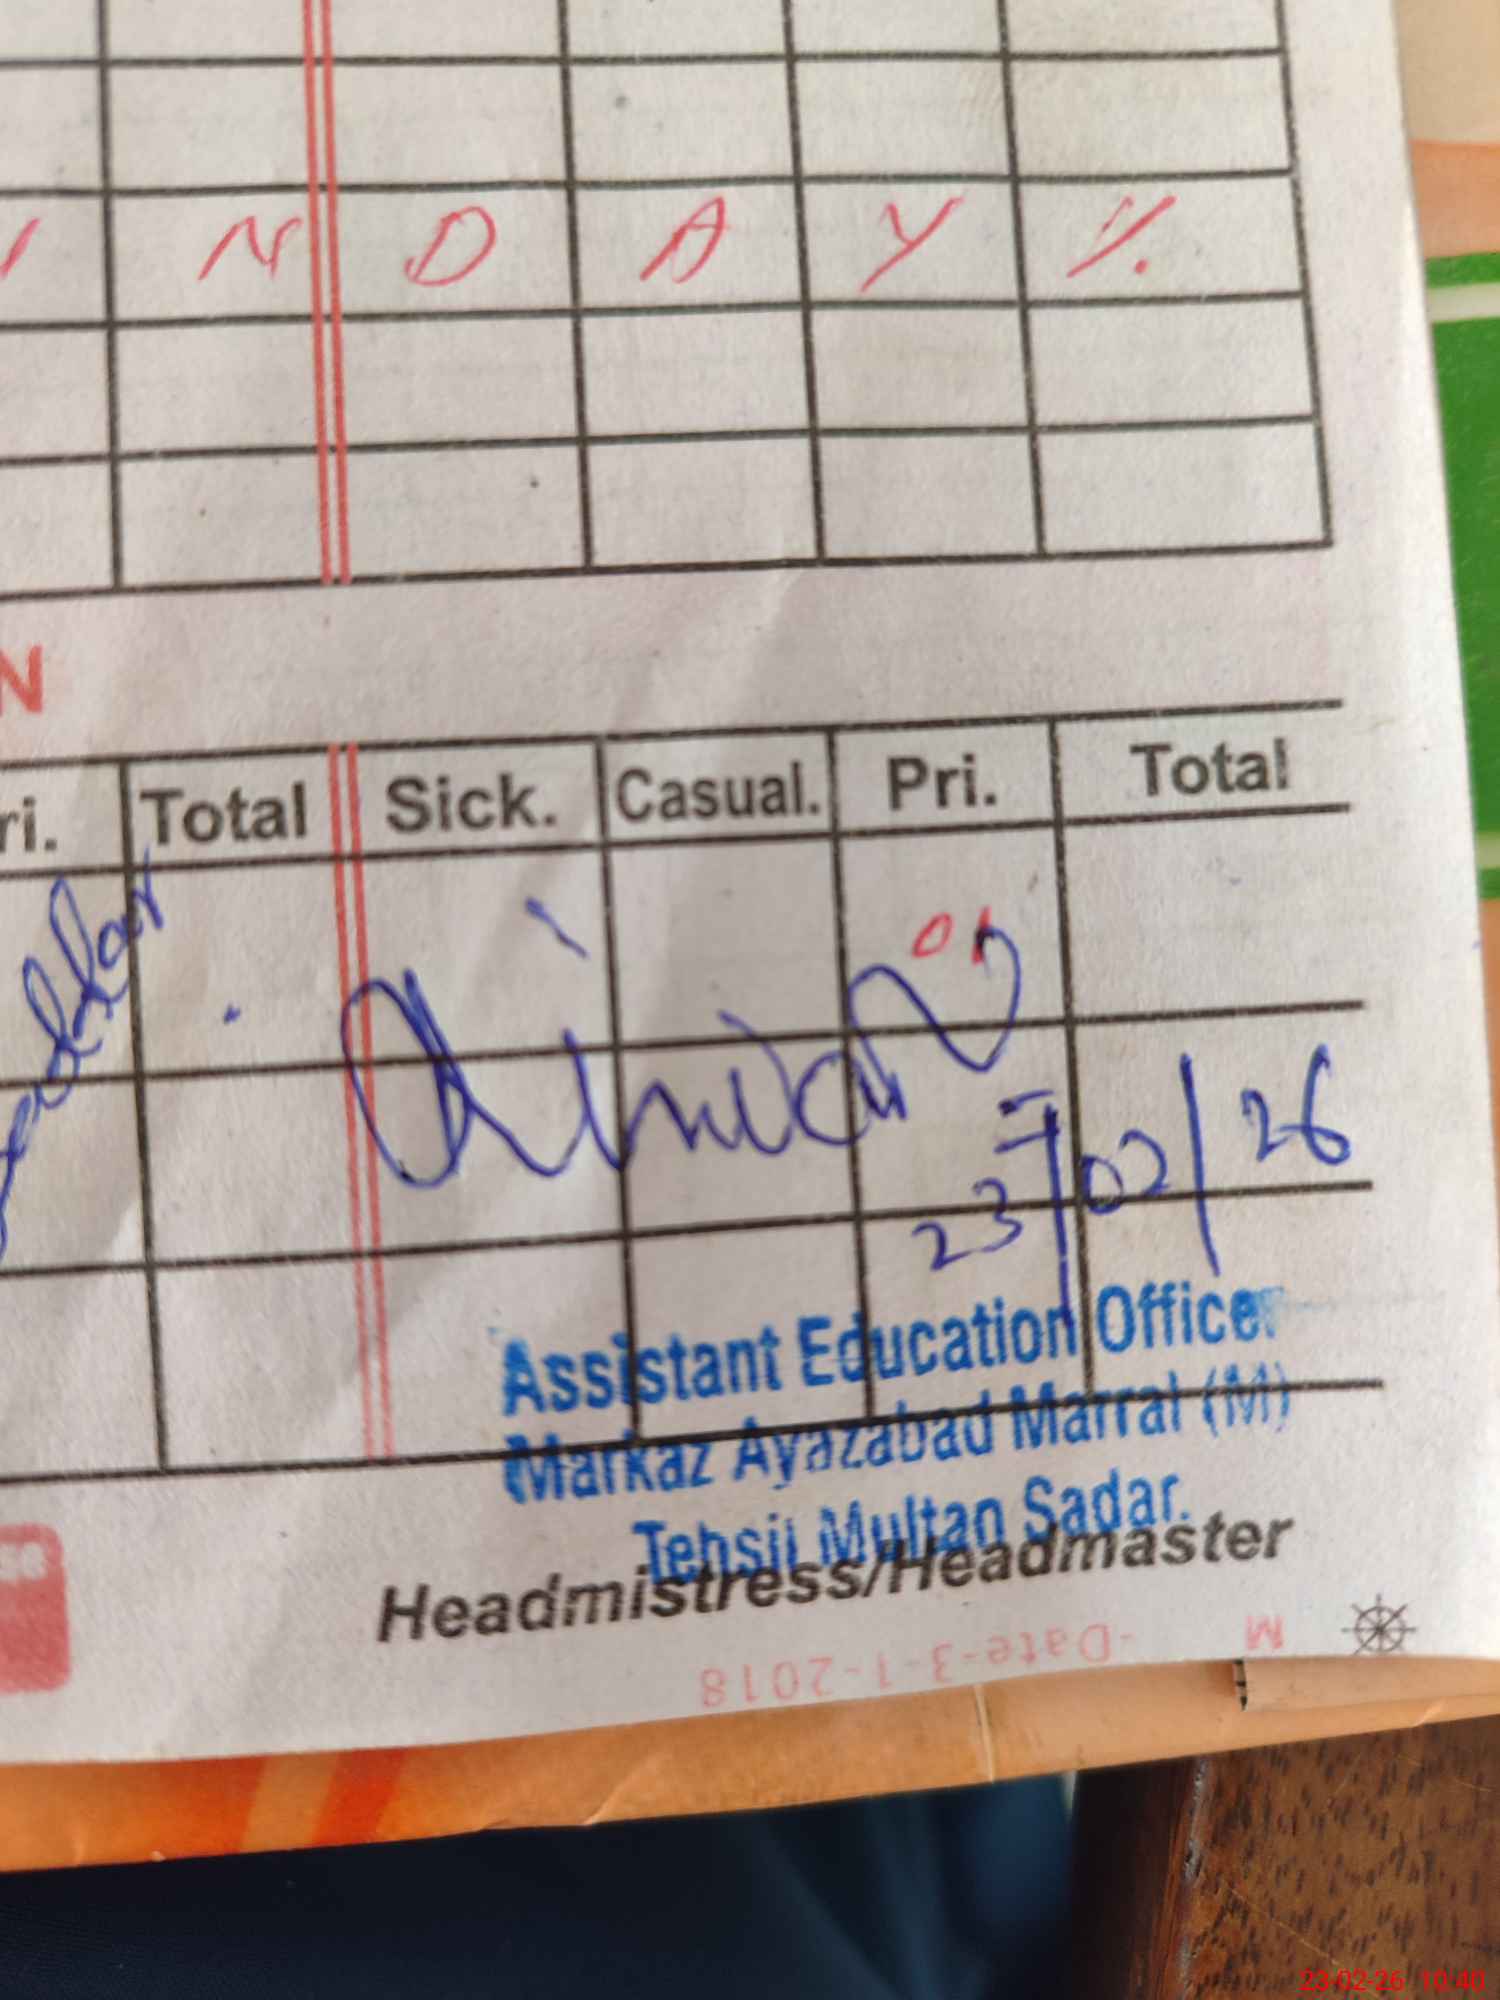 N D A Y /.
N
ri. Total Sick. Casual. Pri. Total
01
23/02/26
Assistant Education Officer
Markaz Ayazabad Marral (M)
Tehsil Multan Sadar.
Headmistress/Headmaster
-Date-3-1-2018 M
23-02-26 10:40